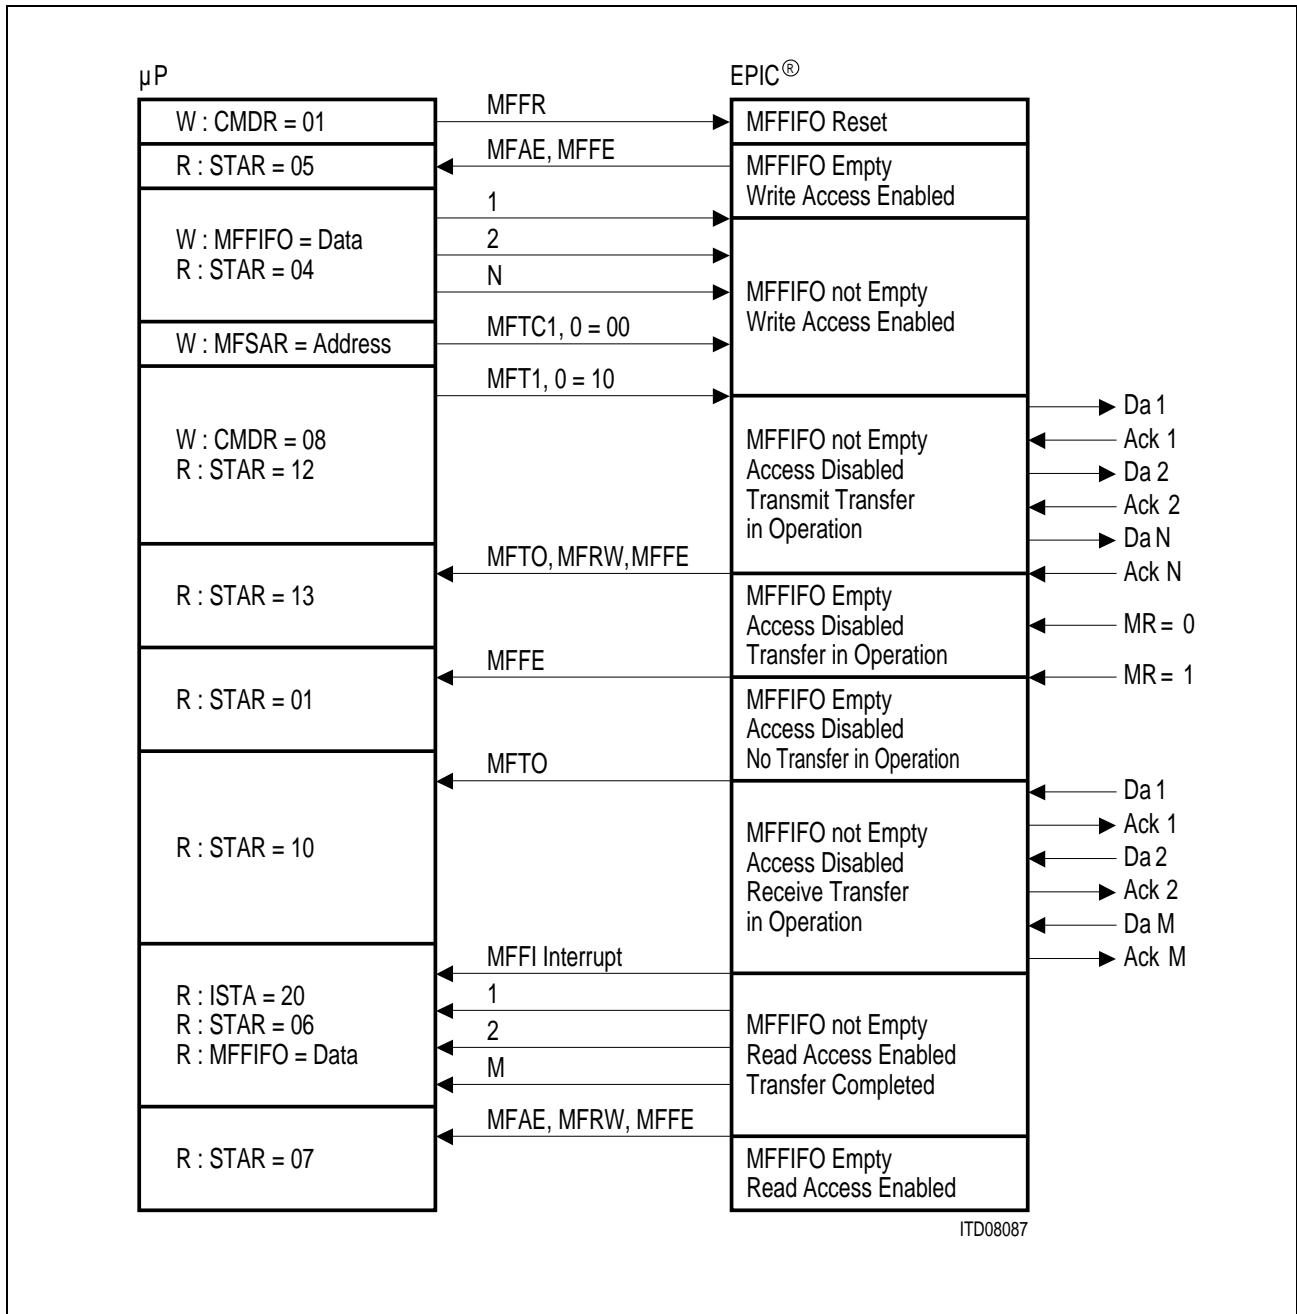 µP
EPIC®
W : CMDR = 01
MFFR
MFFIFO Reset
R : STAR = 05
MFAE, MFFE
MFFIFO Empty
Write Access Enabled
W : MFFIFO = Data
R : STAR = 04
1
2
N
MFFIFO not Empty
Write Access Enabled
W : MFSAR = Address
MFTC1, 0 = 00
MFT1, 0 = 10
W : CMDR = 08
R : STAR = 12
MFFIFO not Empty
Access Disabled
Transmit Transfer
in Operation
Da 1
Ack 1
Da 2
Ack 2
Da N
Ack N
R : STAR = 13
MFTO, MFRW, MFFE
MFFIFO Empty
Access Disabled
Transfer in Operation
MR = 0
MR = 1
R : STAR = 01
MFFE
MFFIFO Empty
Access Disabled
No Transfer in Operation
R : STAR = 10
MFTO
MFFIFO not Empty
Access Disabled
Receive Transfer
in Operation
Da 1
Ack 1
Da 2
Ack 2
Da M
Ack M
R : ISTA = 20
R : STAR = 06
R : MFFIFO = Data
MFFI Interrupt
1
2
M
MFFIFO not Empty
Read Access Enabled
Transfer Completed
R : STAR = 07
MFAE, MFRW, MFFE
MFFIFO Empty
Read Access Enabled
ITD08087